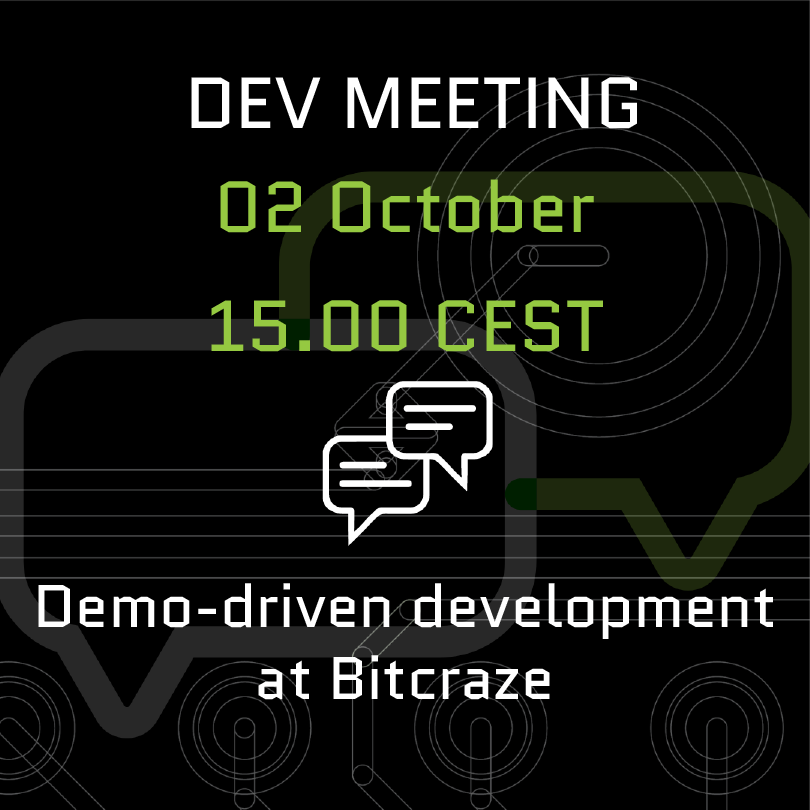 DEV MEETING
02 October
15.00 CEST
Demo-driven development
at Bitcraze